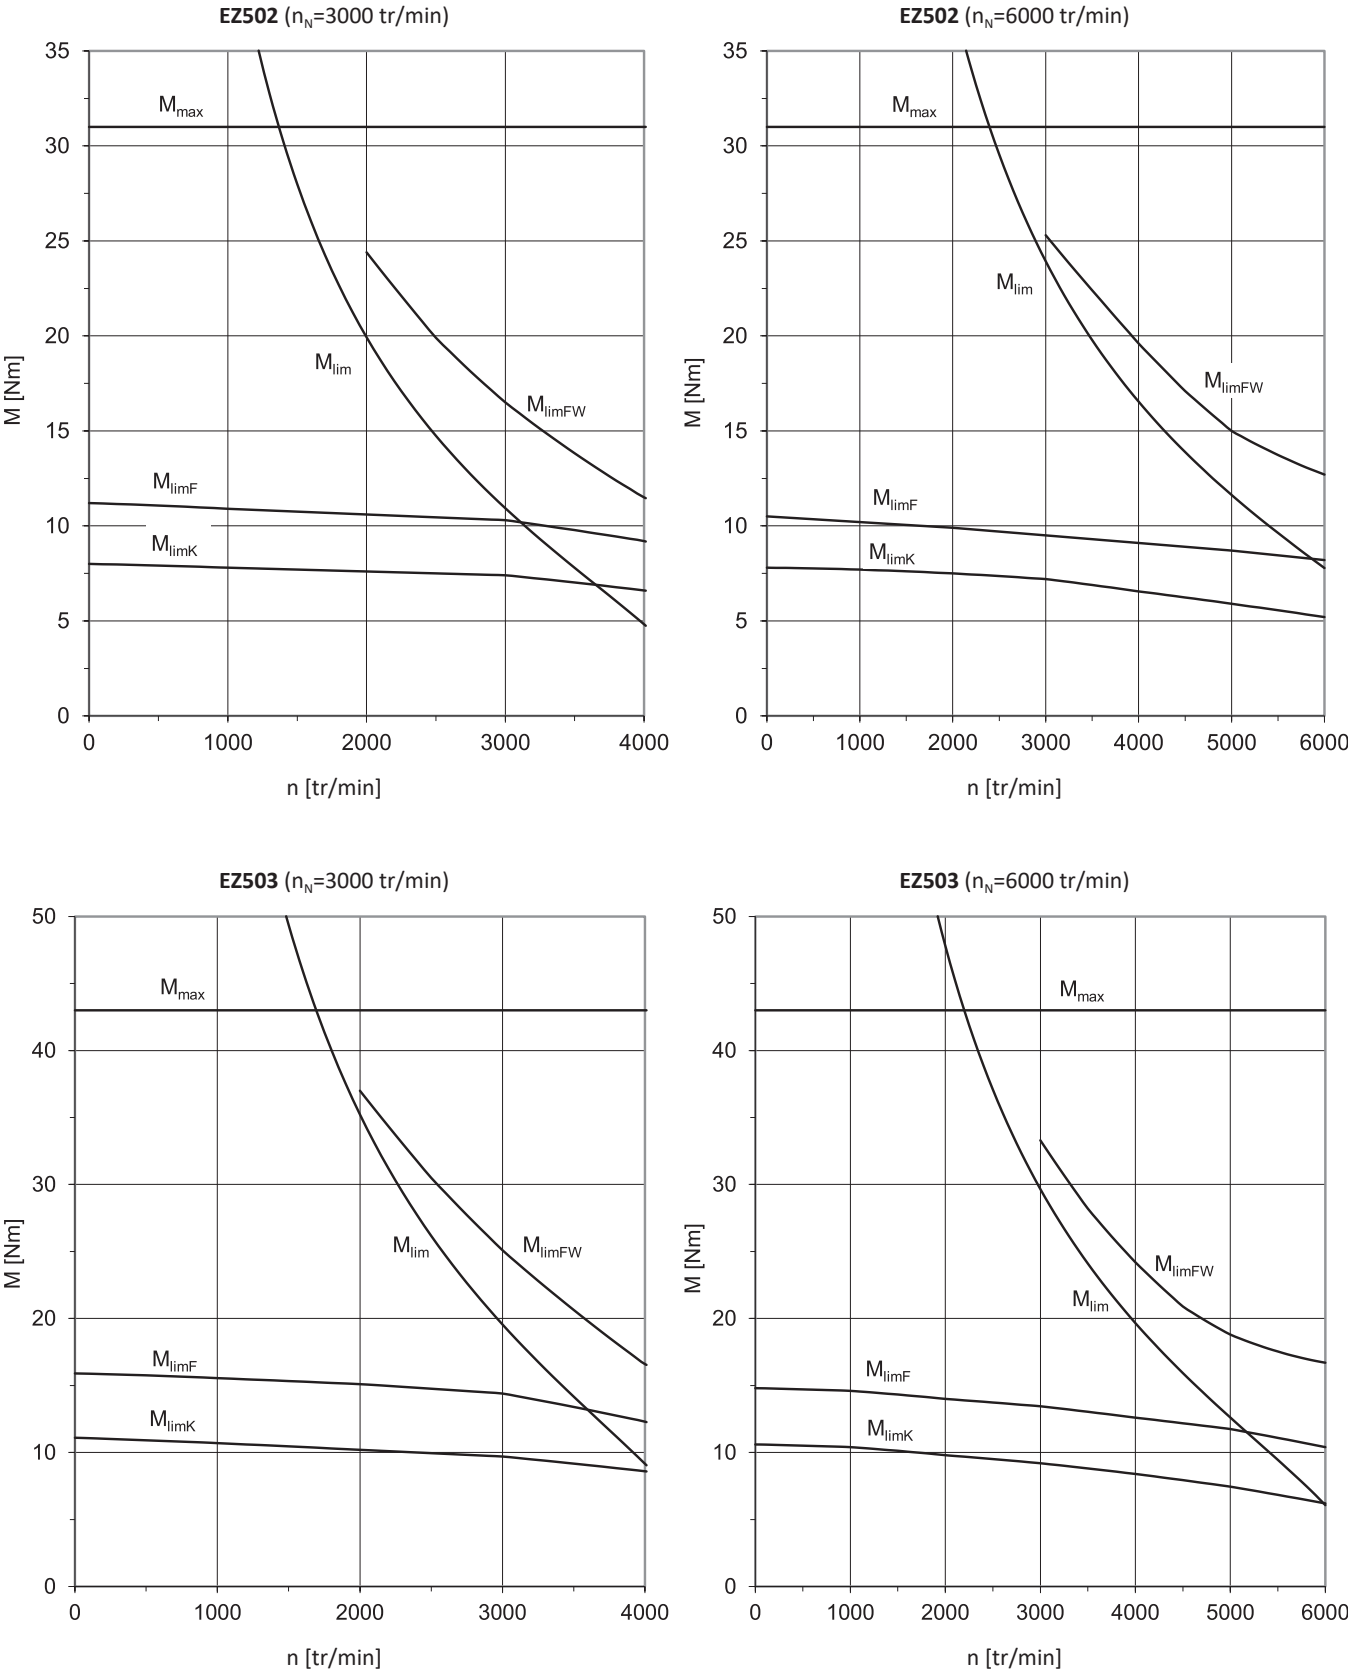 EZ502 (nN=3000 tr/min)
EZ502 (nN=6000 tr/min)
35
30
25
20
15
10
5
0
M [Nm]
Mmax
Mlim
MlimFW
MlimF
MlimK
0 1000 2000 3000 4000
n [tr/min]
35
30
25
20
15
10
5
0
M [Nm]
Mmax
Mlim
MlimFW
MlimF
MlimK
0 1000 2000 3000 4000 5000 6000
n [tr/min]
EZ503 (nN=3000 tr/min)
EZ503 (nN=6000 tr/min)
50
40
30
20
10
0
M [Nm]
Mmax
Mlim
MlimFW
MlimF
MlimK
0 1000 2000 3000 4000
n [tr/min]
50
40
30
20
10
0
M [Nm]
Mmax
MlimFW
Mlim
MlimF
MlimK
0 1000 2000 3000 4000 5000 6000
n [tr/min]